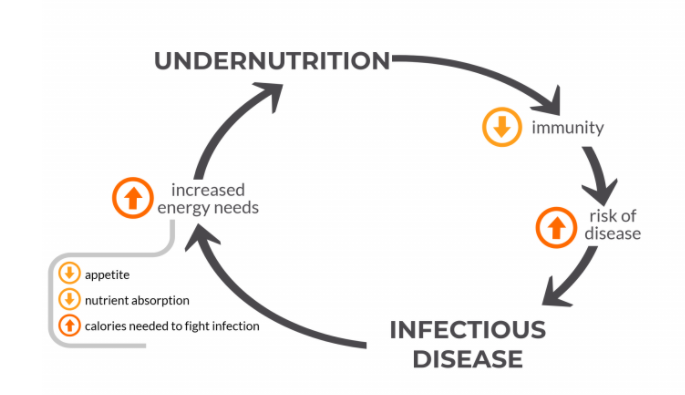 UNDERNUTRITION
immunity
risk of
disease
INFECTIOUS
DISEASE
increased
energy needs
appetite
nutrient absorption
calories needed to fight infection